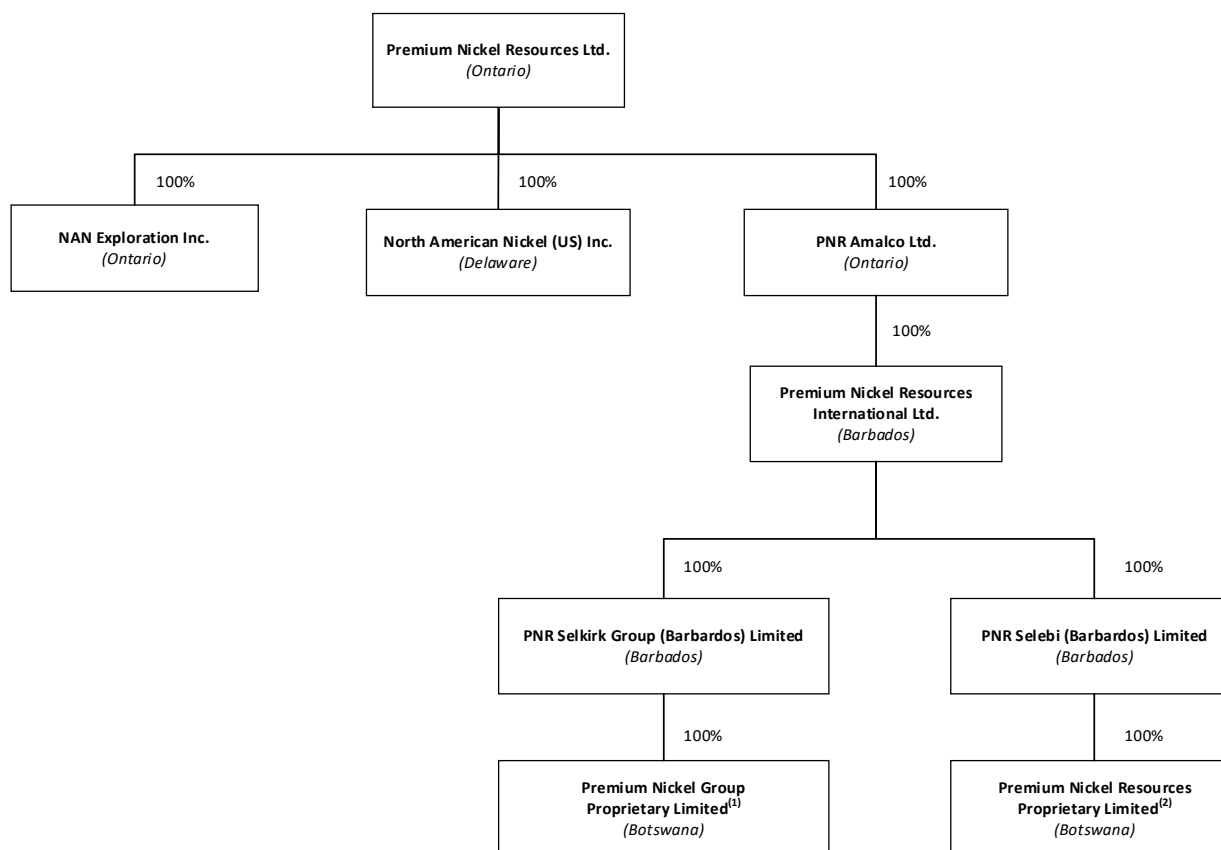 Premium Nickel Resources Ltd.
(Ontario)
100%
100%
100%
NAN Exploration Inc.
(Ontario)
North American Nickel (US) Inc.
(Delaware)
PNR Amalco Ltd.
(Ontario)
100%
Premium Nickel Resources
International Ltd.
(Barbados)
100%
100%
PNR Selkirk Group (Barbardos) Limited
(Barbados)
PNR Selebi (Barbardos) Limited
(Barbados)
100%
100%
Premium Nickel Group
Proprietary Limited(1)
(Botswana)
Premium Nickel Resources
Proprietary Limited(2)
(Botswana)